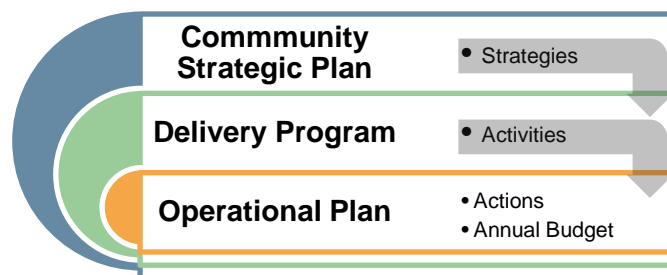 Commmunity
Strategic Plan
• Strategies
Delivery Program
• Activities
Operational Plan
• Actions
• Annual Budget